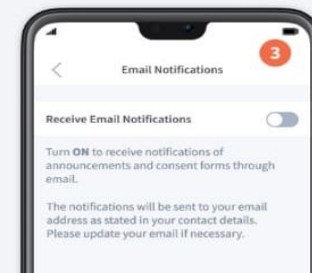 3
Email Notifications
Receive Email Notifications
Turn ON to receive notifications of
announcements and consent forms through
email.
The notifications will be sent to your email
address as stated in your contact details.
Please update your email if necessary.